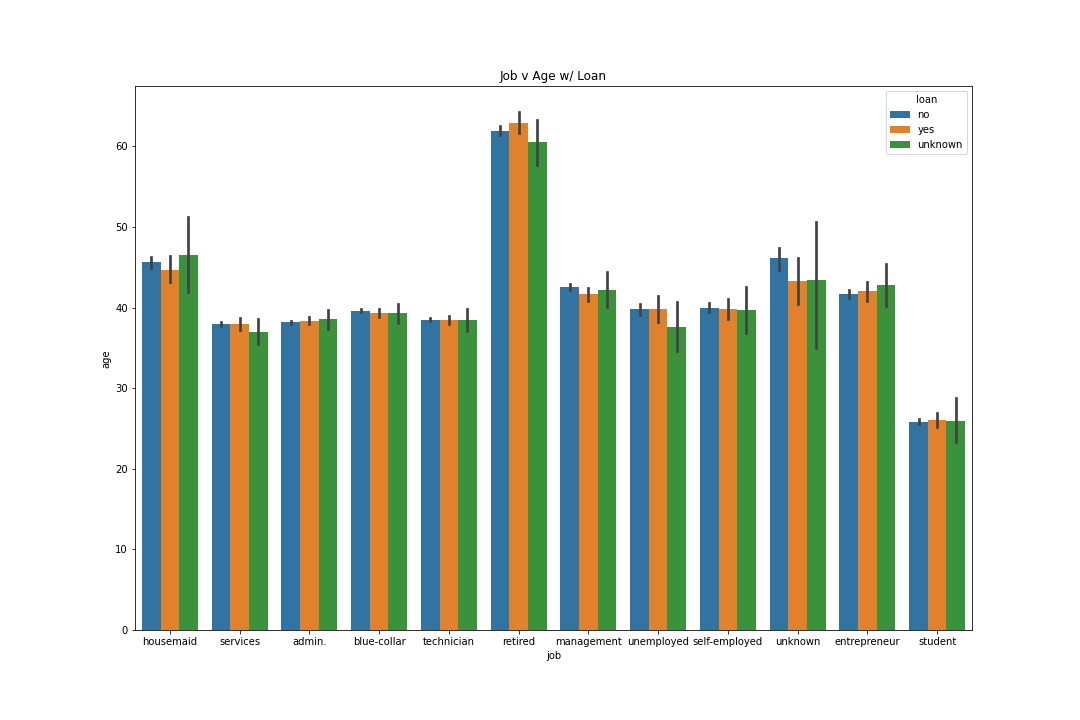 Job v Age w/ Loan
loan
no
yes
unknown
age
60
50
40
30
20
10
0
housemaid services admin. blue-collar technician retired management unemployed self-employed unknown entrepreneur student
job